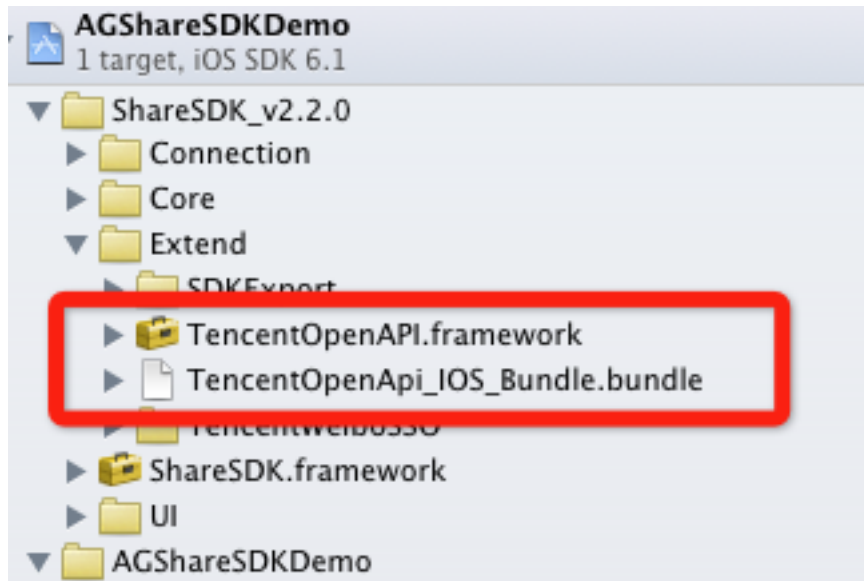 AGShareSDKDemo
1 target, iOS SDK 6.1
ShareSDK_v2.2.0
Connection
Core
Extend
SDKExport
TencentOpenAPI.framework
TencentOpenApi_IOS_Bundle.bundle
TencentWeiboSSO
ShareSDK.framework
UI
AGShareSDKDemo